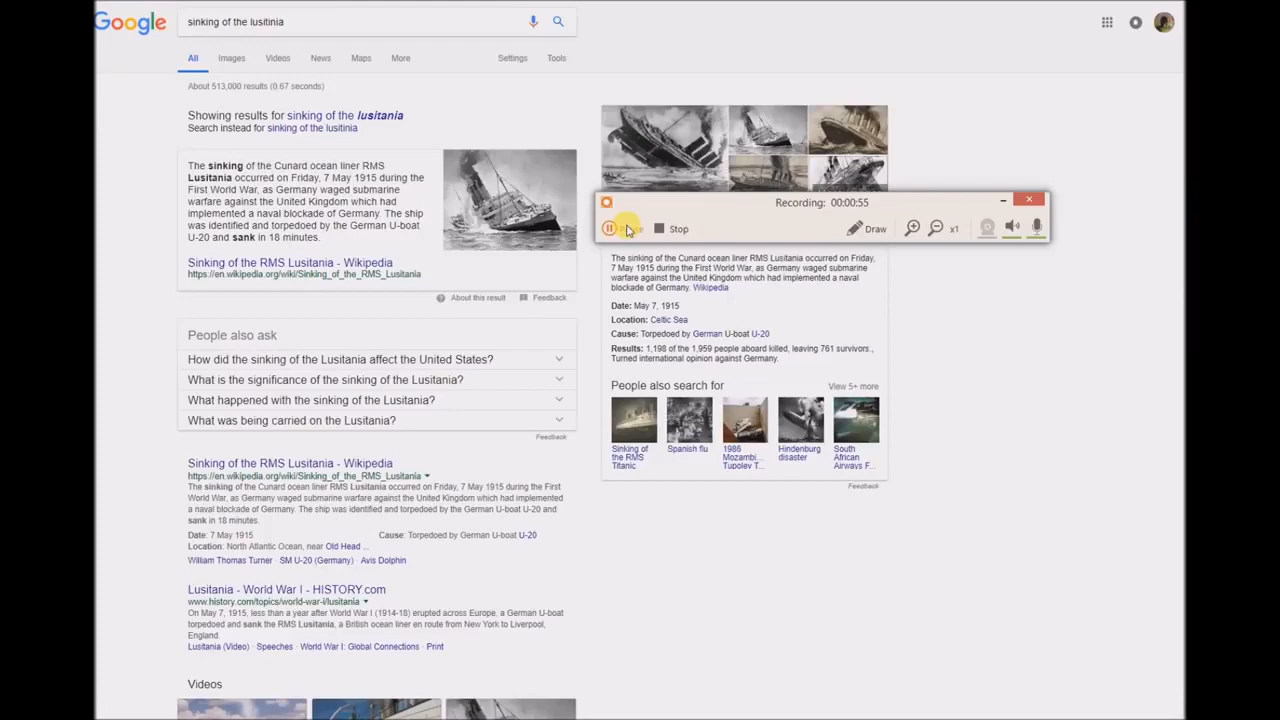 Google
sinking of the lusitinia
All Images Videos News Maps More Settings Tools
About 513,000 results (0.67 seconds)
Showing results for sinking of the lusitania
Search instead for sinking of the lusitinia
The sinking of the Cunard ocean liner RMS
Lusitania occurred on Friday, 7 May 1915 during the
First World War, as Germany waged submarine
warfare against the United Kingdom which had
implemented a naval blockade of Germany. The ship
was identified and torpedoed by the German U-boat
U-20 and sank in 18 minutes.
Sinking of the RMS Lusitania - Wikipedia
https://en.wikipedia.org/wiki/Sinking_of_the_RMS_Lusitania
About this result Feedback
People also ask
How did the sinking of the Lusitania affect the United States?
What is the significance of the sinking of the Lusitania?
What happened with the sinking of the Lusitania?
What was being carried on the Lusitania?
Feedback
Sinking of the RMS Lusitania - Wikipedia
https://en.wikipedia.org/wiki/Sinking_of_the_RMS_Lusitania
The sinking of the Cunard ocean liner RMS Lusitania occurred on Friday, 7 May 1915 during the First
World War, as Germany waged submarine warfare against the United Kingdom which had implemented
a naval blockade of Germany. The ship was identified and torpedoed by the German U-boat U-20 and
sank in 18 minutes.
Date: 7 May 1915 Cause: Torpedoed by German U-boat U-20
Location: North Atlantic Ocean, near Old Head ...
William Thomas Turner · SM U-20 (Germany) · Avis Dolphin
Lusitania - World War I - HISTORY.com
www.history.com/topics/world-war-i/lusitania
On May 7, 1915, less than a year after World War I (1914-18) erupted across Europe, a German U-boat
torpedoed and sank the RMS Lusitania, a British ocean liner en route from New York to Liverpool,
England.
Lusitania (Video) · Speeches · World War I: Global Connections · Print
Videos
Recording: 00:00:55
Stop Draw x1
The sinking of the Cunard ocean liner RMS Lusitania occurred on Friday,
7 May 1915 during the First World War, as Germany waged submarine
warfare against the United Kingdom which had implemented a naval
blockade of Germany. Wikipedia
Date: May 7, 1915
Location: Celtic Sea
Cause: Torpedoed by German U-boat U-20
Results: 1,198 of the 1,959 people aboard killed, leaving 761 survivors.,
Turned international opinion against Germany.
People also search for View 5+ more
Sinking of
the RMS
Titanic
Spanish flu
1986
Mozambi...
Tupolev T...
Hindenburg
disaster
South
African
Airways F...
Feedback